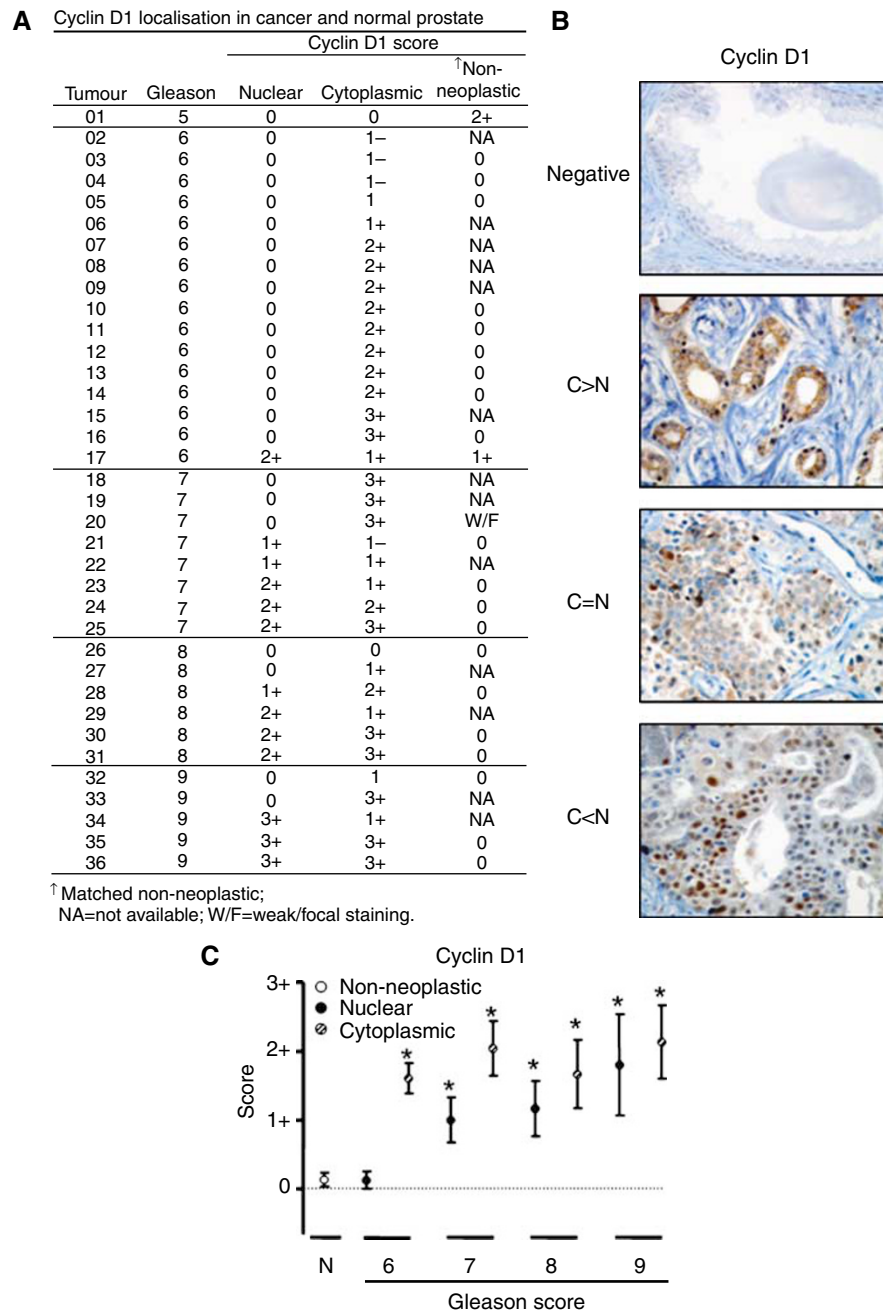 A
Cyclin D1 localisation in cancer and normal prostate
Cyclin D1 score
Tumour Gleason Nuclear Cytoplasmic ↑Non-neoplastic
01 5 0 0 2+
02 6 0 1– NA
03 6 0 1– 0
04 6 0 1– 0
05 6 0 1 0
06 6 0 1+ NA
07 6 0 2+ NA
08 6 0 2+ NA
09 6 0 2+ NA
10 6 0 2+ 0
11 6 0 2+ 0
12 6 0 2+ 0
13 6 0 2+ 0
14 6 0 2+ 0
15 6 0 3+ NA
16 6 0 3+ 0
17 6 2+ 1+ 1+
18 7 0 3+ NA
19 7 0 3+ NA
20 7 0 3+ W/F
21 7 1+ 1– 0
22 7 1+ 1+ NA
23 7 2+ 1+ 0
24 7 2+ 2+ 0
25 7 2+ 3+ 0
26 8 0 0 0
27 8 0 1+ NA
28 8 1+ 2+ 0
29 8 2+ 1+ NA
30 8 2+ 3+ 0
31 8 2+ 3+ 0
32 9 0 1 0
33 9 0 3+ NA
34 9 3+ 1+ NA
35 9 3+ 3+ 0
36 9 3+ 3+ 0
↑ Matched non-neoplastic;
NA=not available; W/F=weak/focal staining.
B
Cyclin D1
Negative
C>N
C=N
C<N
C
Cyclin D1
Non-neoplastic
Nuclear
Cytoplasmic
Score
3+
2+
1+
0
* * * * * * *
N 6 7 8 9
Gleason score